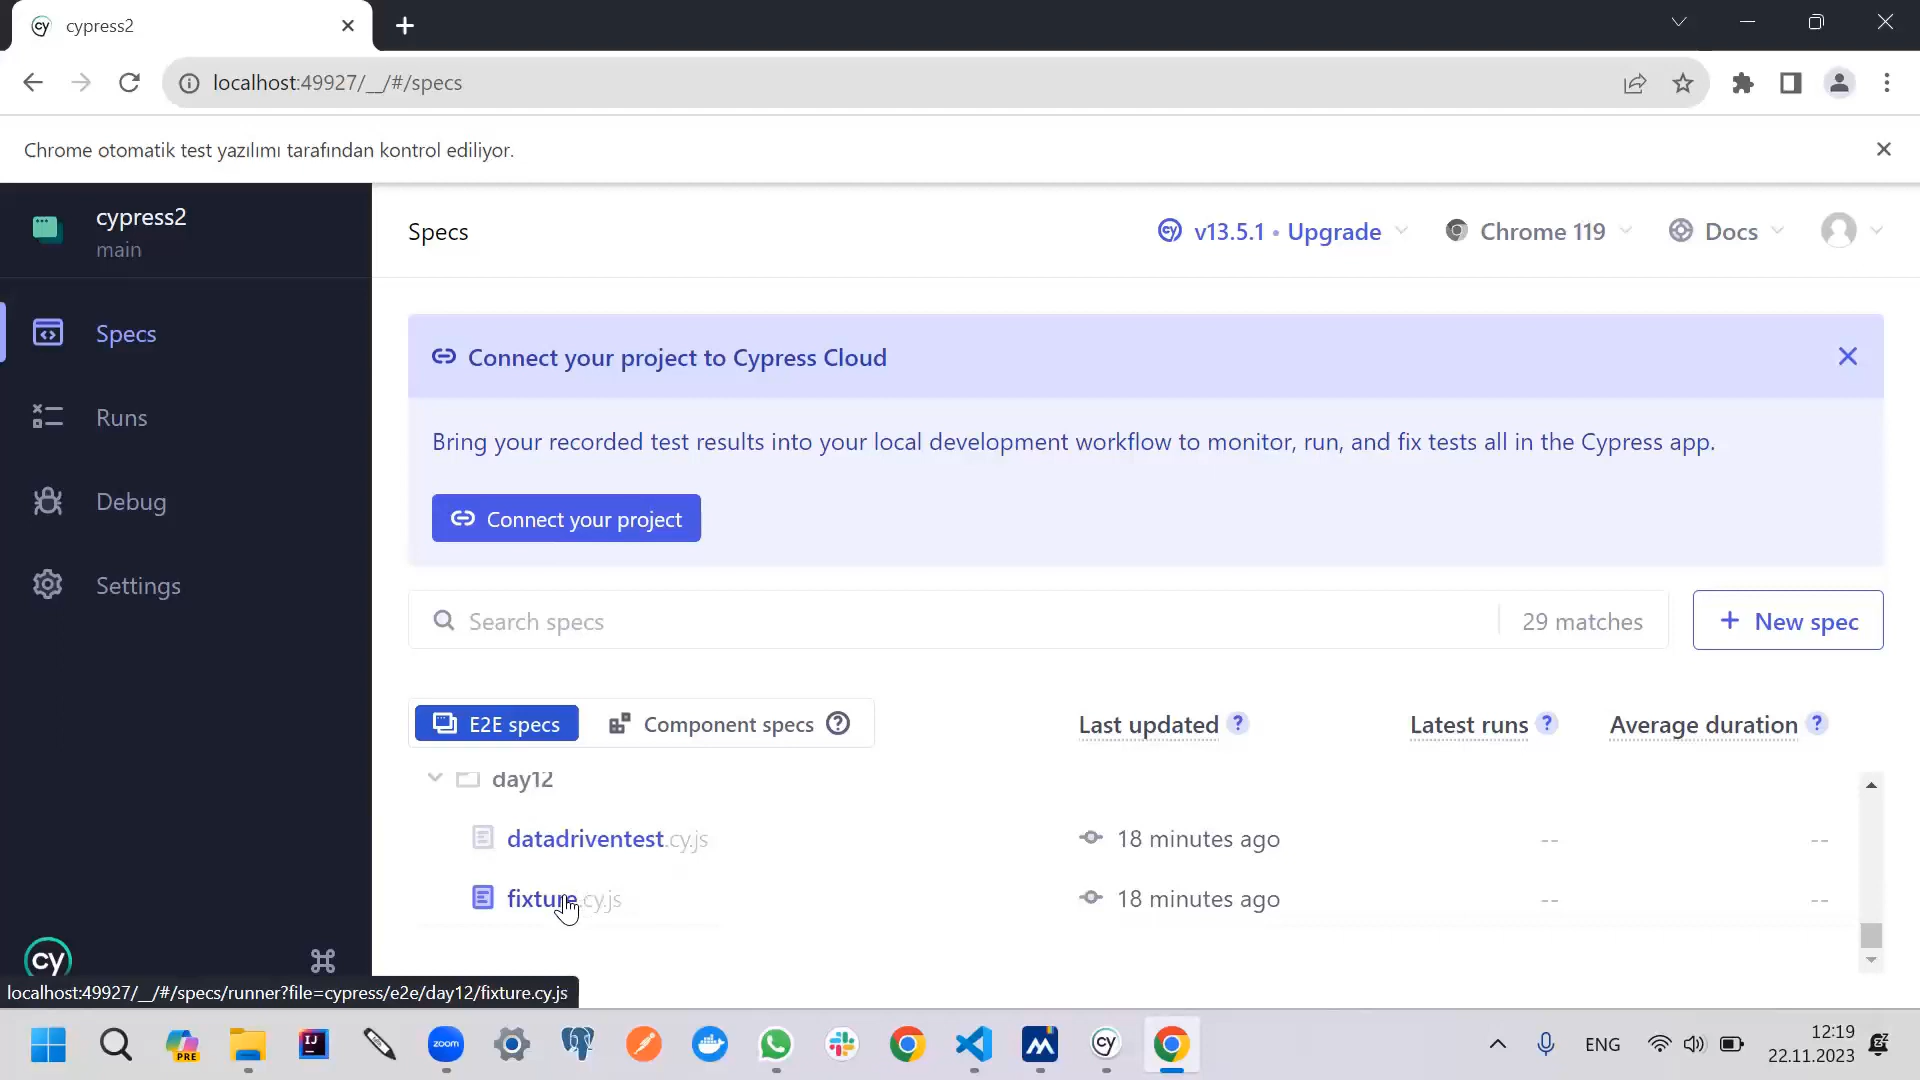 cypress2
localhost:49927/__/#/specs
Chrome otomatik test yazılımı tarafından kontrol ediliyor.
cypress2
main
Specs
v13.5.1 • Upgrade
Chrome 119
Docs
Specs
Runs
Debug
Settings
Connect your project to Cypress Cloud
Bring your recorded test results into your local development workflow to monitor, run, and fix tests all in the Cypress app.
Connect your project
Search specs
29 matches
+ New spec
E2E specs
Component specs
Last updated
Latest runs
Average duration
day12
datadriventest.cy.js
18 minutes ago
--
--
fixture.cy.js
18 minutes ago
--
--
cy
localhost:49927/__/#/specs/runner?file=cypress/e2e/day12/fixture.cy.js
PRE
IJ
zoom
cy
ENG
12:19
22.11.2023